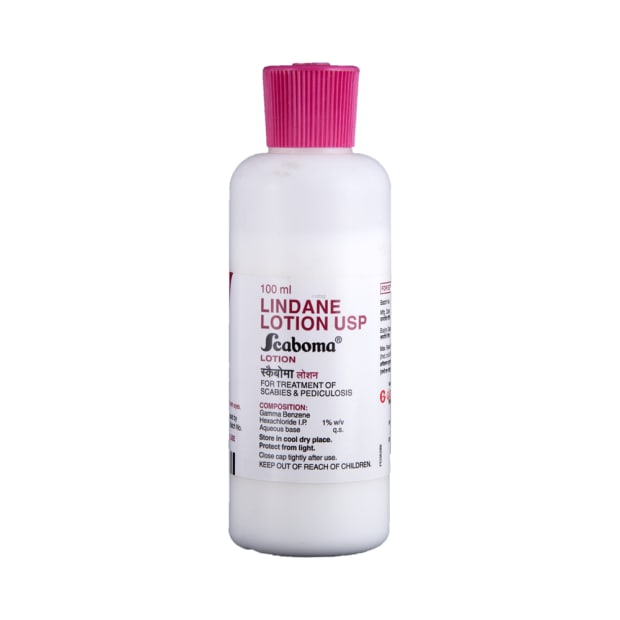 100 ml
LINDANE
LOTION USP
Scaboma®
LOTION
स्कैबोमा लोशन
FOR TREATMENT OF
SCABIES & PEDICULOSIS
COMPOSITION:
Gamma Benzene
Hexachloride I.P. 1% w/v
Aqueous base q.s.
Store in cool dry place.
Protect from light.
Close cap tightly after use.
KEEP OUT OF REACH OF CHILDREN.
eyes.